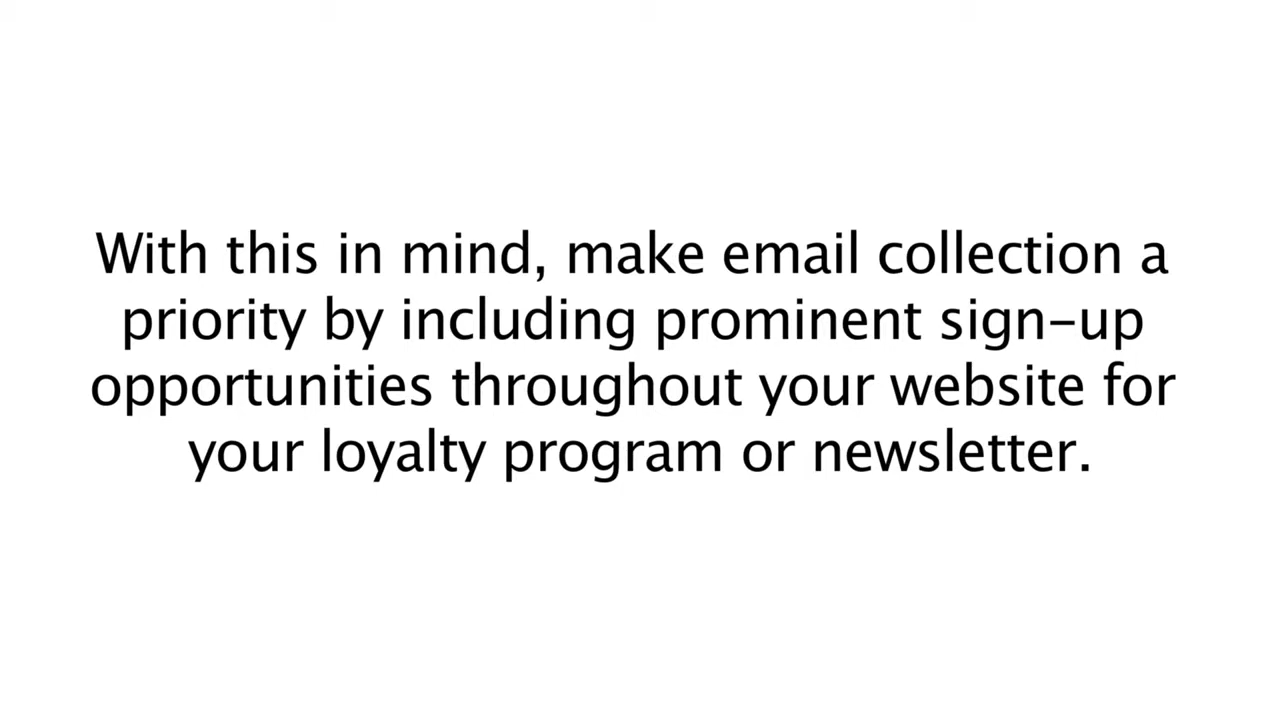 With this in mind, make email collection a
priority by including prominent sign-up
opportunities throughout your website for
your loyalty program or newsletter.